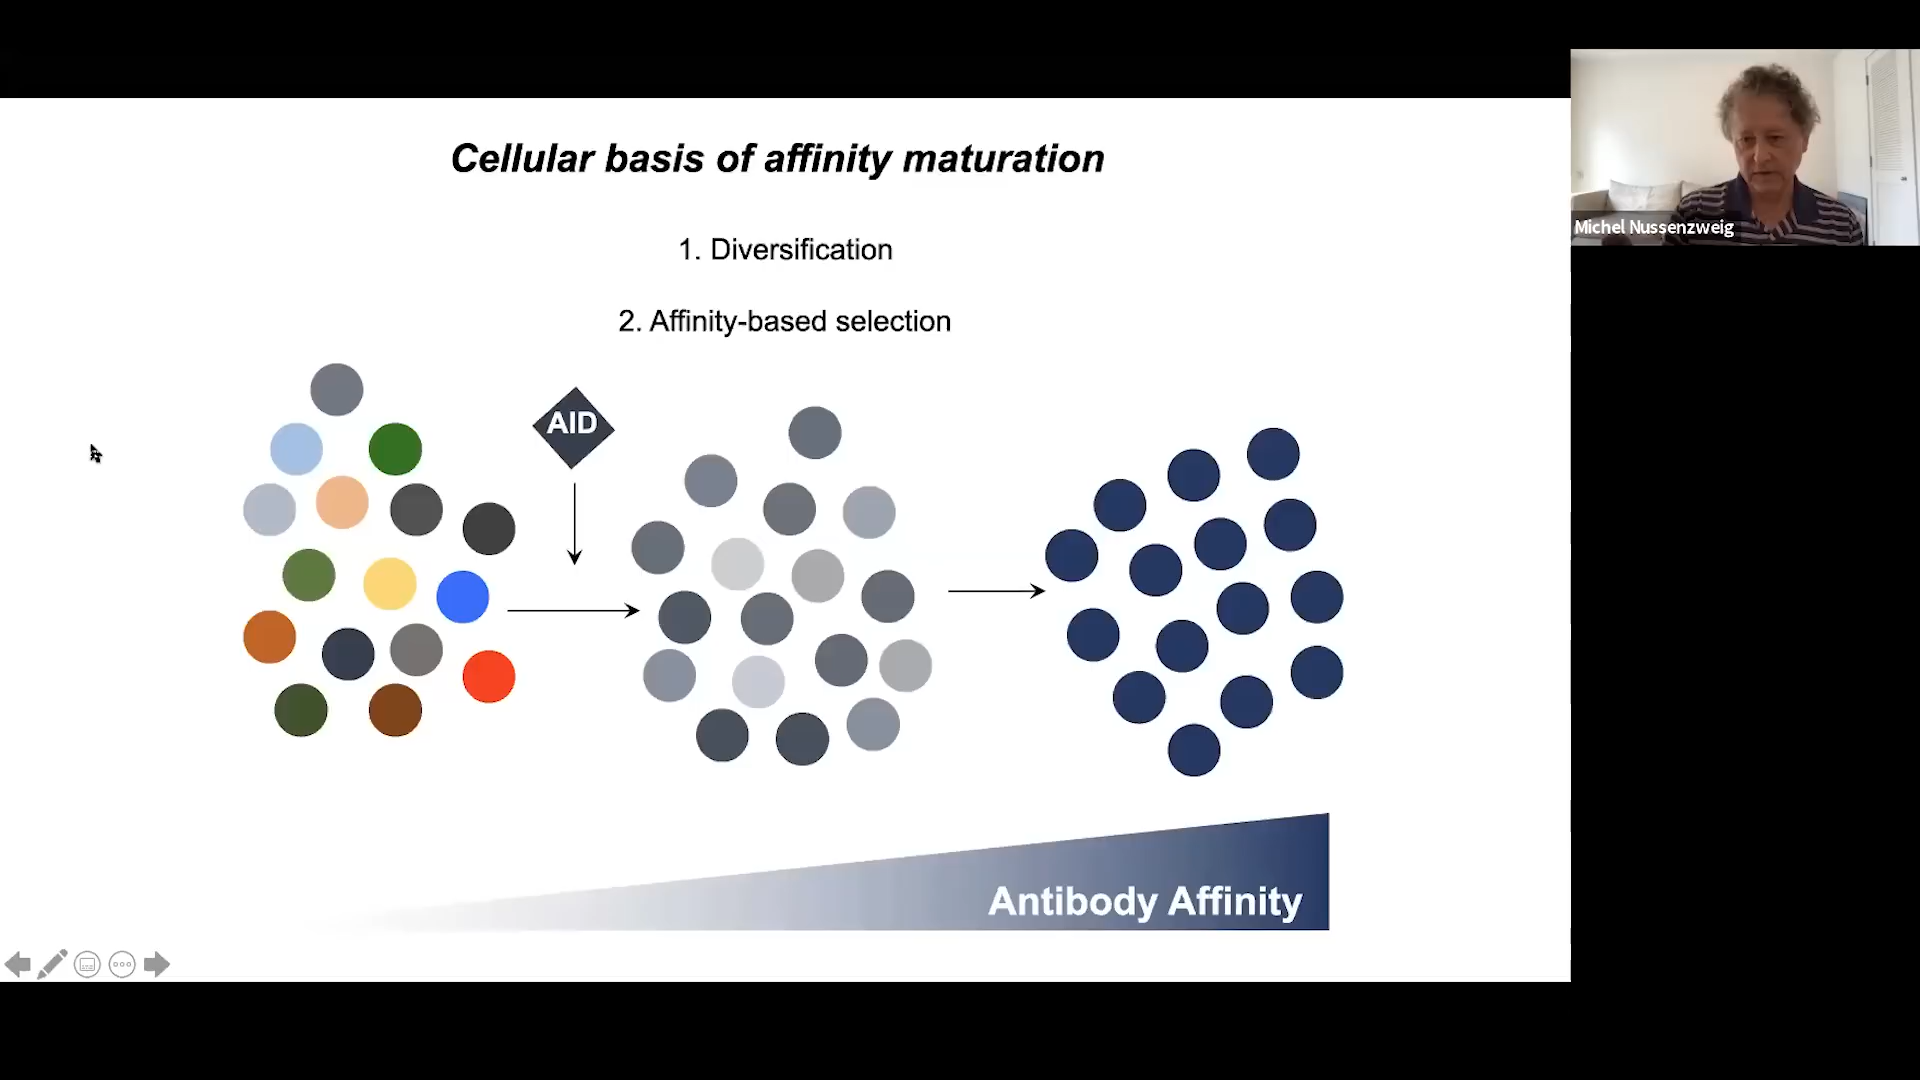 Cellular basis of affinity maturation
1. Diversification
2. Affinity-based selection
AID
Antibody Affinity
Michel Nussenzweig